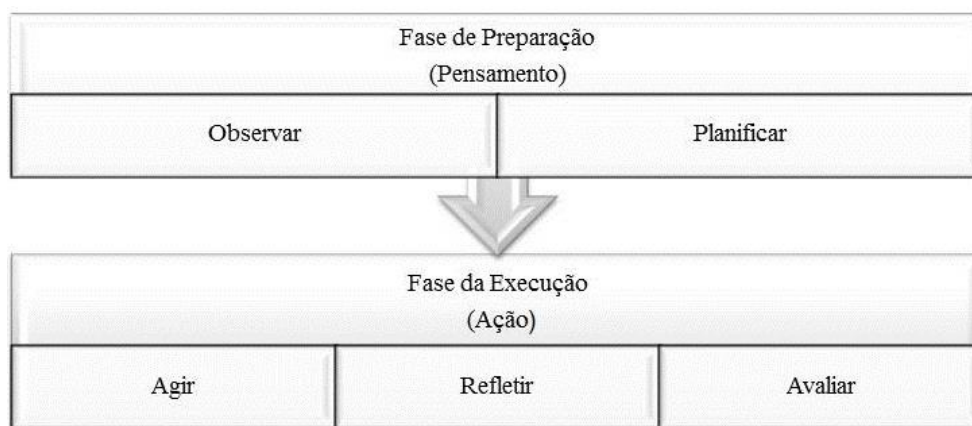 Fase de Preparação
(Pensamento)
Observar
Planificar
Fase da Execução
(Ação)
Agir
Refletir
Avaliar